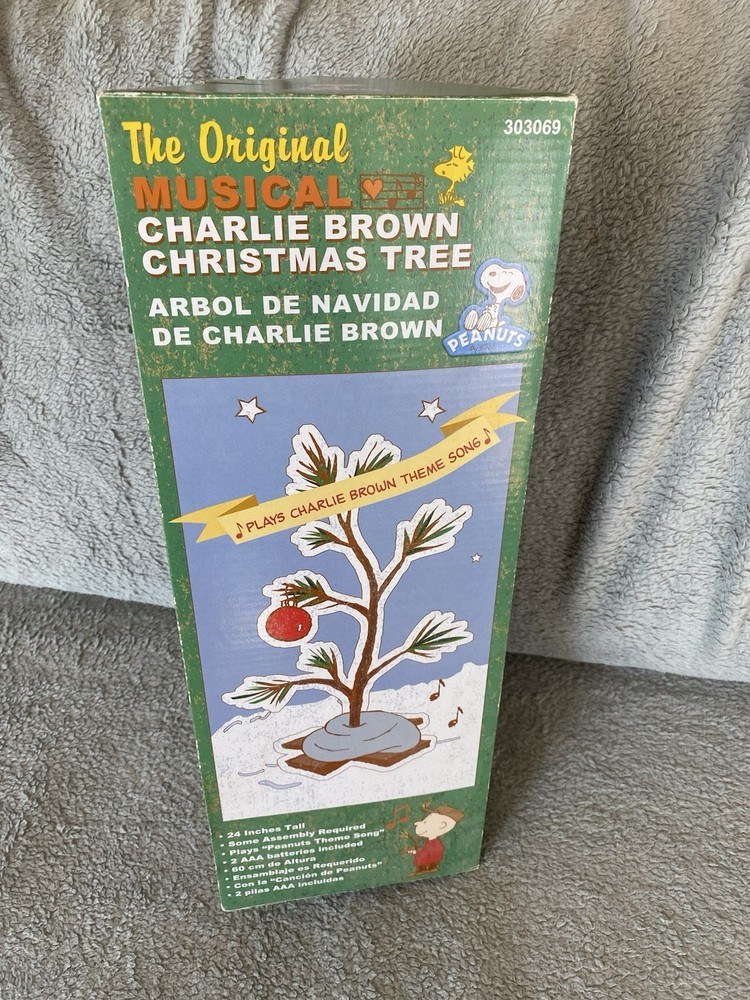 303069
The Original
MUSICAL
CHARLIE BROWN
CHRISTMAS TREE
ARBOL DE NAVIDAD
DE CHARLIE BROWN
PEANUTS
PLAYS CHARLIE BROWN THEME SONG
• 24 Inches Tall
• Some Assembly Required
• Plays "Peanuts Theme Song"
• 2 AAA batteries included
• 60 cm de Altura
• Ensamblaje es Requerido
• Con la "Canción de Peanuts"
• 2 pilas AAA incluidas